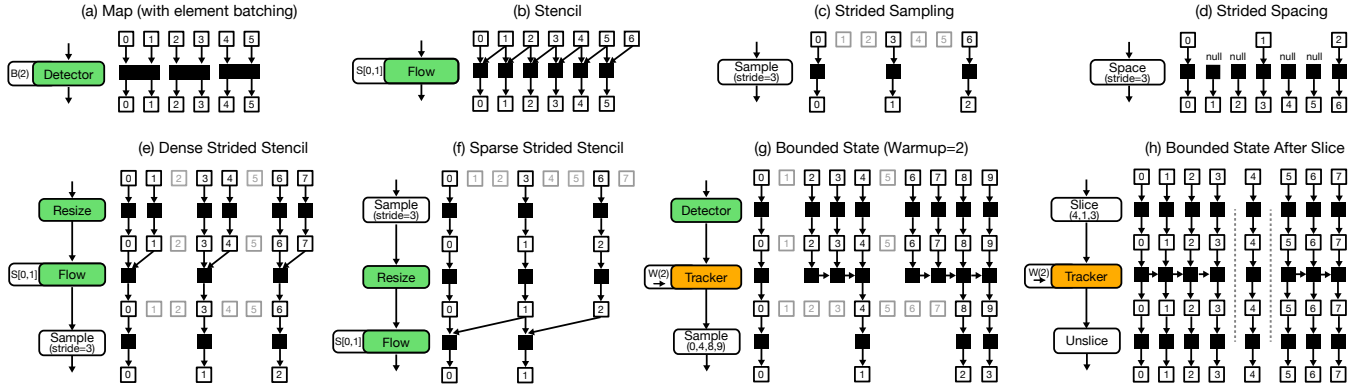 (a) Map (with element batching)
0 1 2 3 4 5
B(2) Detector
0 1 2 3 4 5
(b) Stencil
0 1 2 3 4 5 6
S[0,1] Flow
0 1 2 3 4 5
(c) Strided Sampling
0 1 2 3 4 5 6
Sample
(stride=3)
0 1 2
(d) Strided Spacing
0 1 2
null null null null
Space
(stride=3)
0 1 2 3 4 5 6
(e) Dense Strided Stencil
0 1 2 3 4 5 6 7
Resize
0 1 2 3 4 5 6 7
S[0,1] Flow
0 1 2 3 4 5 6
Sample
(stride=3)
0 1 2
(f) Sparse Strided Stencil
0 1 2 3 4 5 6 7
Sample
(stride=3)
0 1 2
Resize
0 1 2
S[0,1] Flow
0 1
(g) Bounded State (Warmup=2)
0 1 2 3 4 5 6 7 8 9
Detector
0 1 2 3 4 5 6 7 8 9
W(2) Tracker
0 1 2 3 4 5 6 7 8 9
Sample
(0,4,8,9)
0 1 2 3
(h) Bounded State After Slice
0 1 2 3 4 5 6 7
Slice
(4,1,3)
0 1 2 3 4 5 6 7
W(2) Tracker
0 1 2 3 4 5 6 7
Unslice
0 1 2 3 4 5 6 7